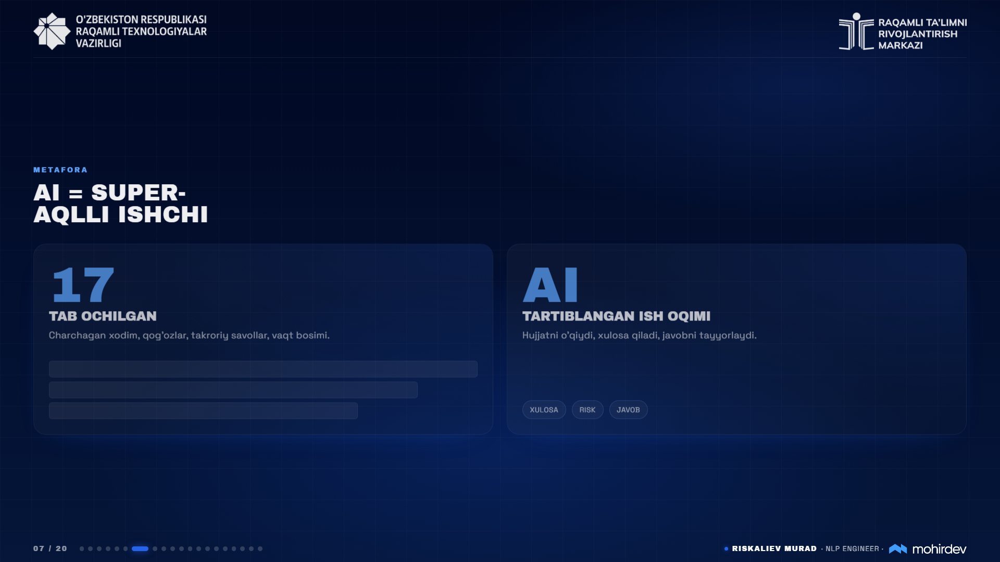 O'ZBEKISTON RESPUBLIKASI
RAQAMLI TEXNOLOGIYALAR
VAZIRLIGI
RAQAMLI TA'LIMNI
RIVOJLANTIRISH
MARKAZI
METAFORA
AI = SUPER-
AQLLI ISHCHI
17
TAB OCHILGAN
Charchagan xodim, qog'ozlar, takroriy savollar, vaqt bosimi.
AI
TARTIBLANGAN ISH OQIMI
Hujjatni o'qiydi, xulosa qiladi, javobni tayyorlaydi.
XULOSA
RISK
JAVOB
07 / 20
RISKALIEV MURAD · NLP ENGINEER ·
mohirdev